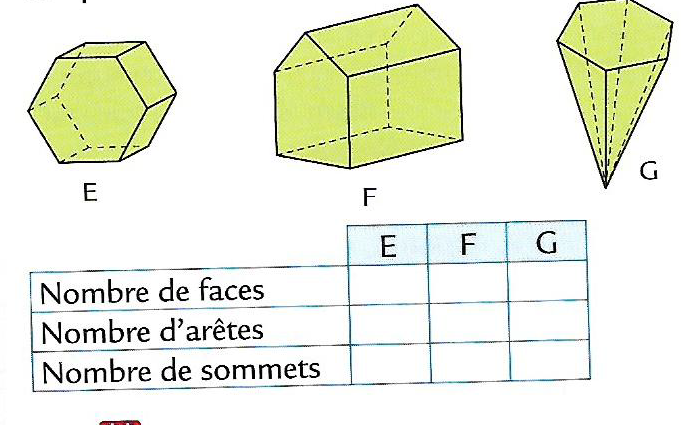 E
F
G
E F G
Nombre de faces
Nombre d'arêtes
Nombre de sommets